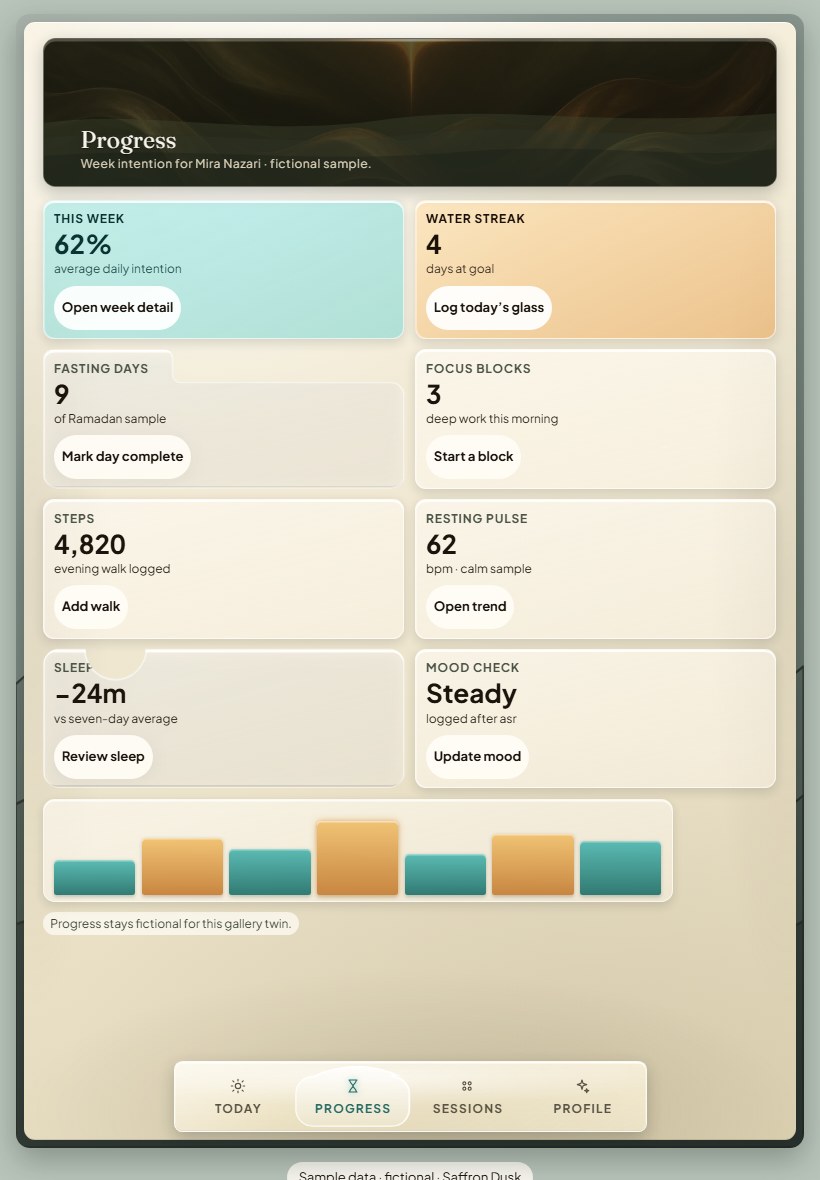 Progress
Week intention for Mira Nazari · fictional sample.
THIS WEEK
62%
average daily intention
Open week detail
WATER STREAK
4
days at goal
Log today’s glass
FASTING DAYS
9
of Ramadan sample
Mark day complete
FOCUS BLOCKS
3
deep work this morning
Start a block
STEPS
4,820
evening walk logged
Add walk
RESTING PULSE
62
bpm · calm sample
Open trend
SLEEP
−24m
vs seven-day average
Review sleep
MOOD CHECK
Steady
logged after asr
Update mood
Progress stays fictional for this gallery twin.
TODAY
PROGRESS
SESSIONS
PROFILE
Sample data · fictional · Saffron Dusk